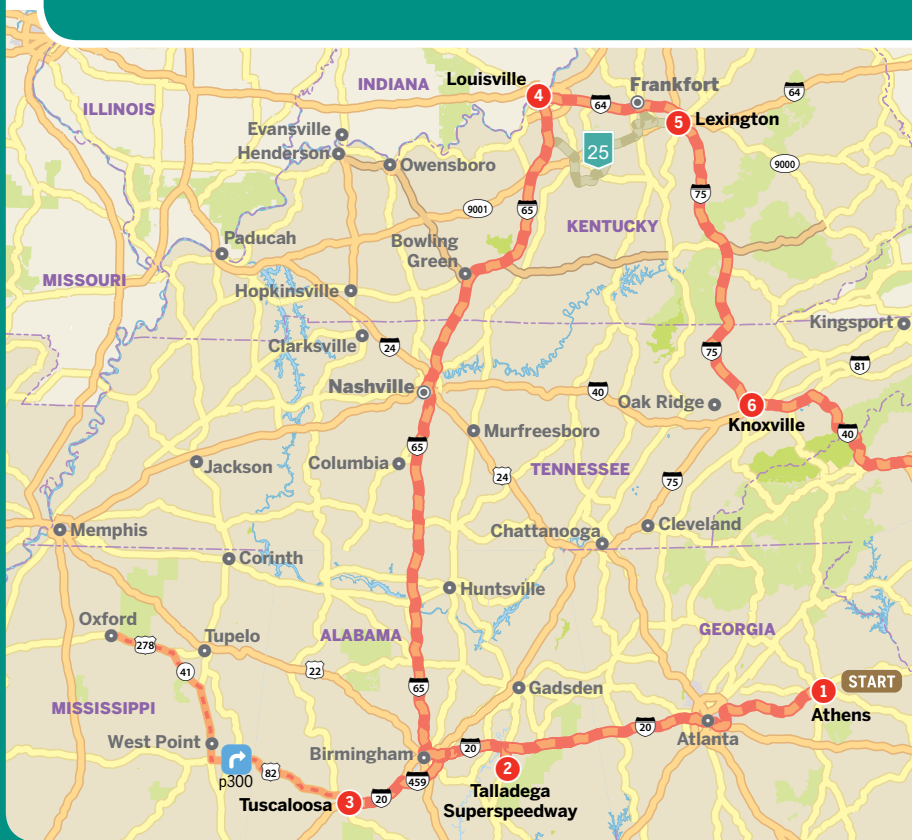 INDIANA
Louisville
4
64
Frankfort
64
ILLINOIS
5
Lexington
Evansville
Henderson
Owensboro
25
9000
75
9001
65
KENTUCKY
Paducah
Bowling
Green
MISSOURI
Hopkinsville
Kingsport
Clarksville
24
75
81
Nashville
40
Oak Ridge
6
Knoxville
40
Murfreesboro
65
Jackson
Columbia
24
TENNESSEE
75
Memphis
Chattanooga
Cleveland
Corinth
Huntsville
Oxford
278
Tupelo
ALABAMA
GEORGIA
41
22
65
Gadsden
1
START
Athens
MISSISSIPPI
20
Atlanta
West Point
p300
82
Birmingham
20
459
2
Talladega
Superspeedway
Tuscaloosa
3
20